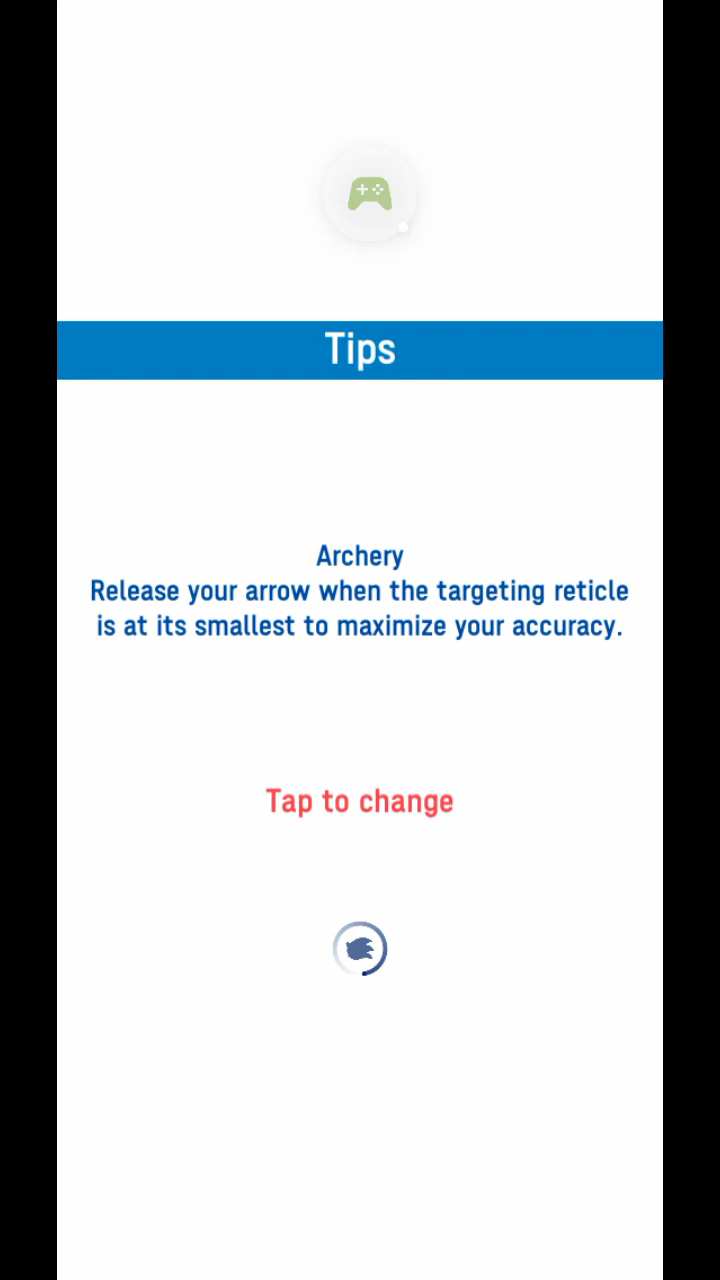 Tips
Archery
Release your arrow when the targeting reticle
is at its smallest to maximize your accuracy.
Tap to change